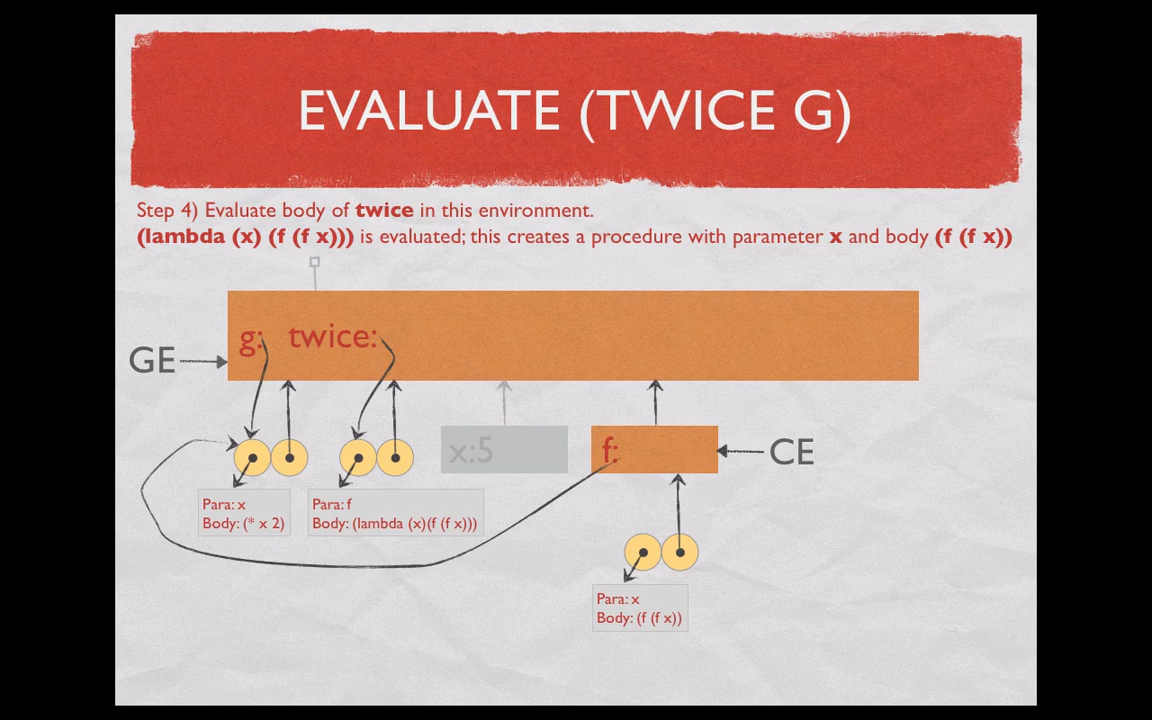 EVALUATE (TWICE G)
Step 4) Evaluate body of twice in this environment.
(lambda (x) (f (f x))) is evaluated; this creates a procedure with parameter x and body (f (f x))
g: twice:
GE
x:5
f:
CE
Para: x
Body: (* x 2)
Para: f
Body: (lambda (x)(f (f x)))
Para: x
Body: (f (f x))